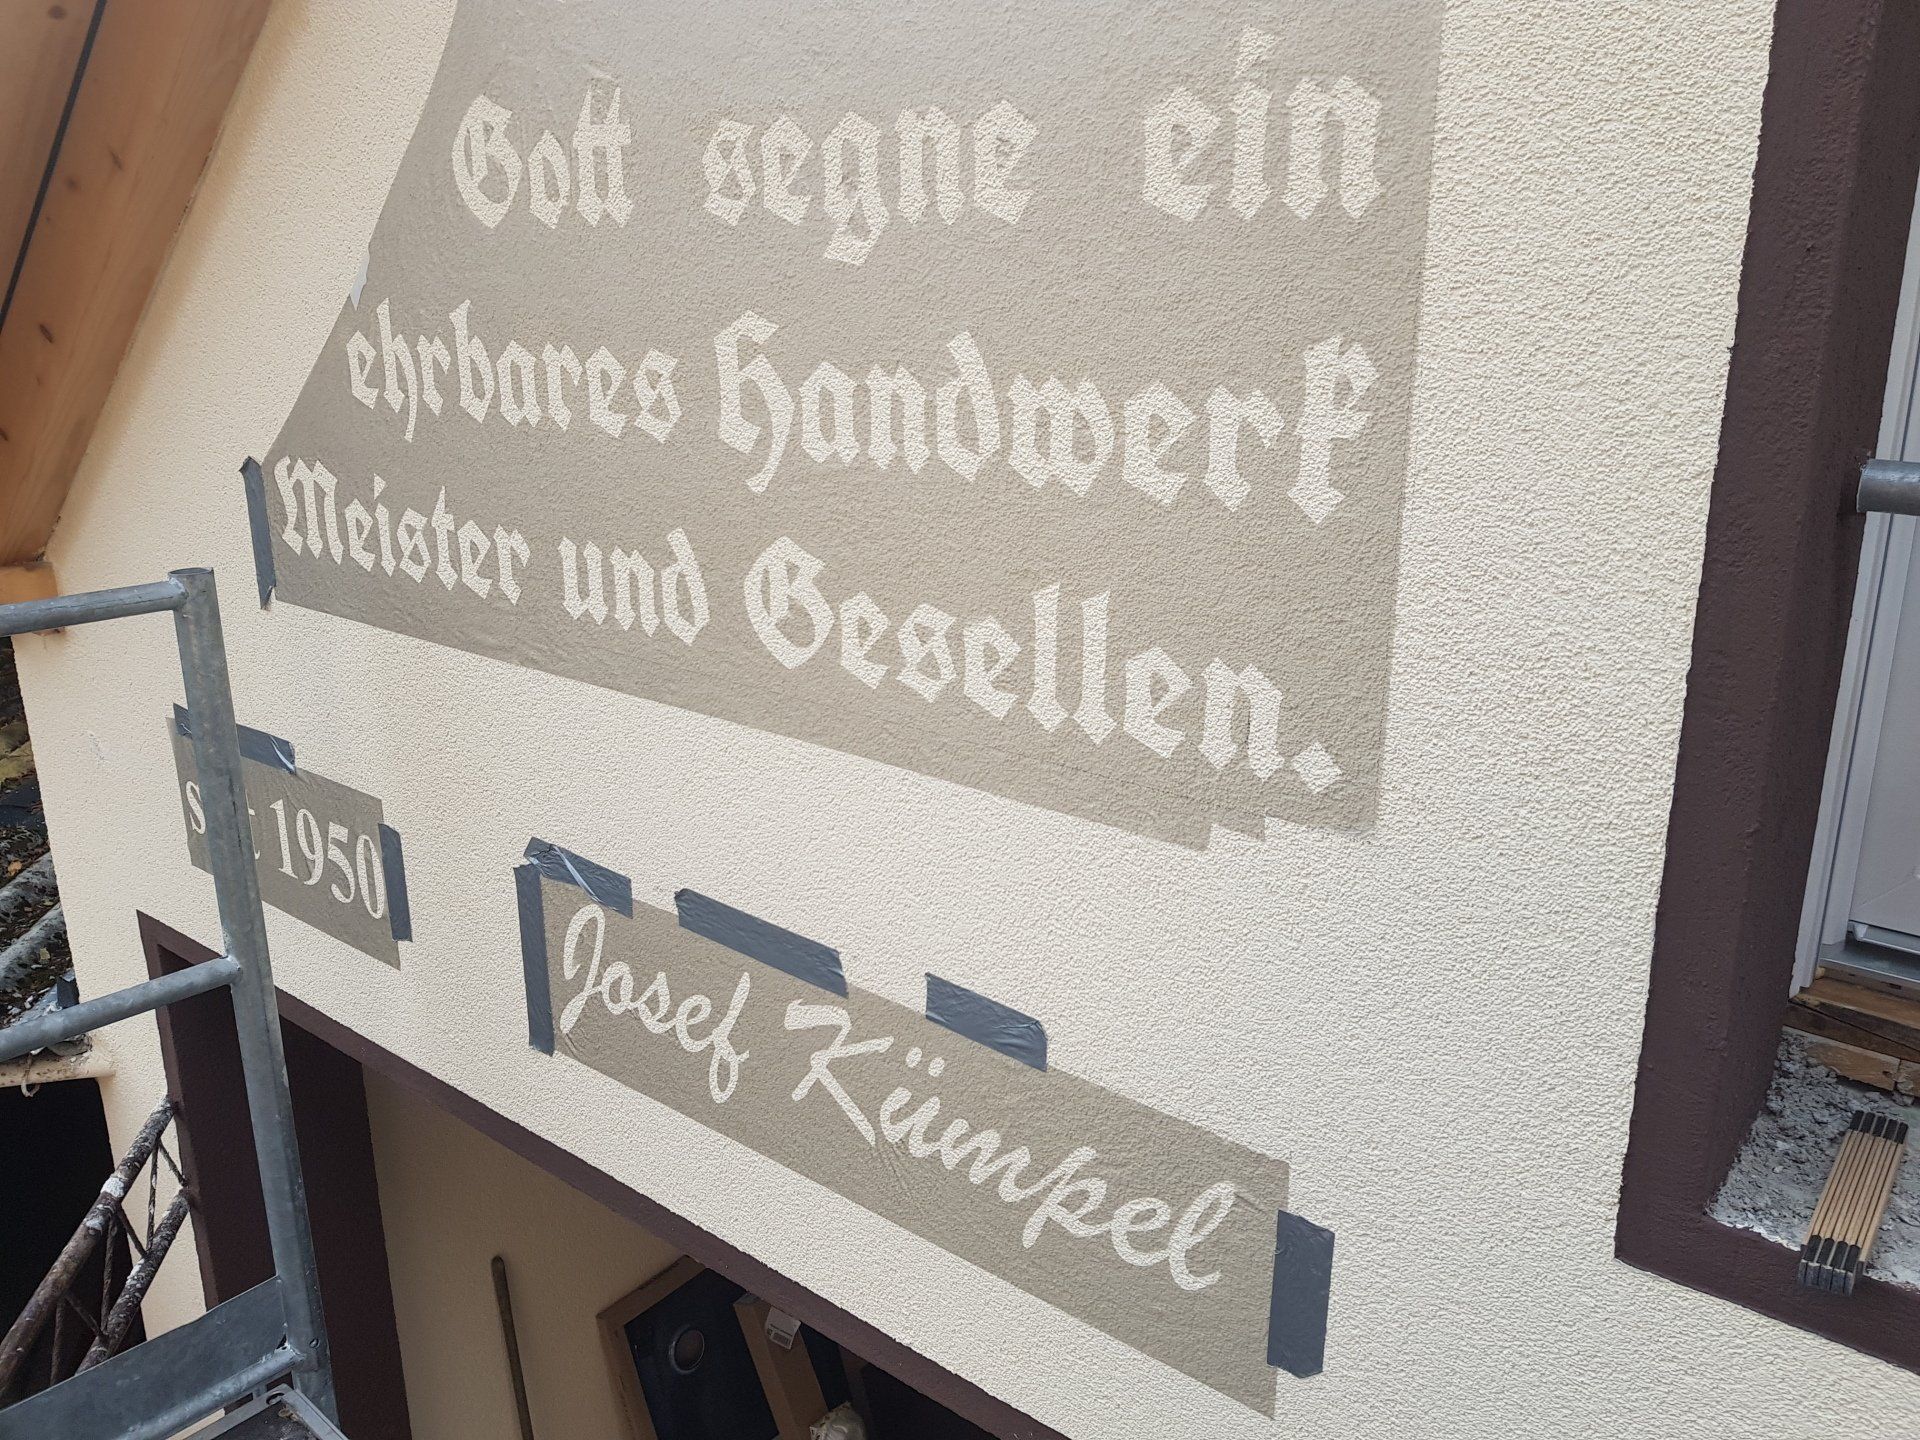 Gott segne ein
ehrbares Handwerk
Meister und Gesellen.
1950
Josef Kümpel